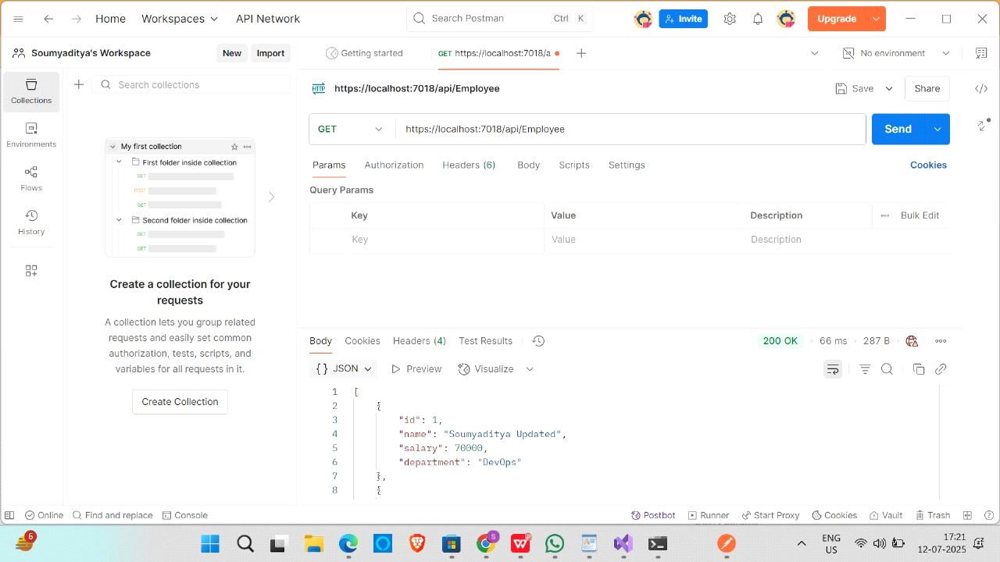 Home Workspaces API Network Search Postman Ctrl K Invite Upgrade
Soumyaditya's Workspace New Import Getting started GET https://localhost:7018/a No environment
Collections Search collections HTTP https://localhost:7018/api/Employee Save Share
Environments
Flows
History
My first collection
First folder inside collection
GET
POST
GET
Second folder inside collection
GET
GET
Create a collection for your
requests
A collection lets you group related
requests and easily set common
authorization, tests, scripts, and
variables for all requests in it.
Create Collection
GET https://localhost:7018/api/Employee Send
Params Authorization Headers (6) Body Scripts Settings Cookies
Query Params
Key Value Description Bulk Edit
Key Value Description
Body Cookies Headers (4) Test Results 200 OK 66 ms 287 B
{} JSON Preview Visualize
1 [
2 {
3 "id": 1,
4 "name": "Soumyaditya Updated",
5 "salary": 70000,
6 "department": "DevOps"
7 },
8 {
Online Find and replace Console Postbot Runner Start Proxy Cookies Vault Trash
6 S W ENG 17:21
US 12-07-2025